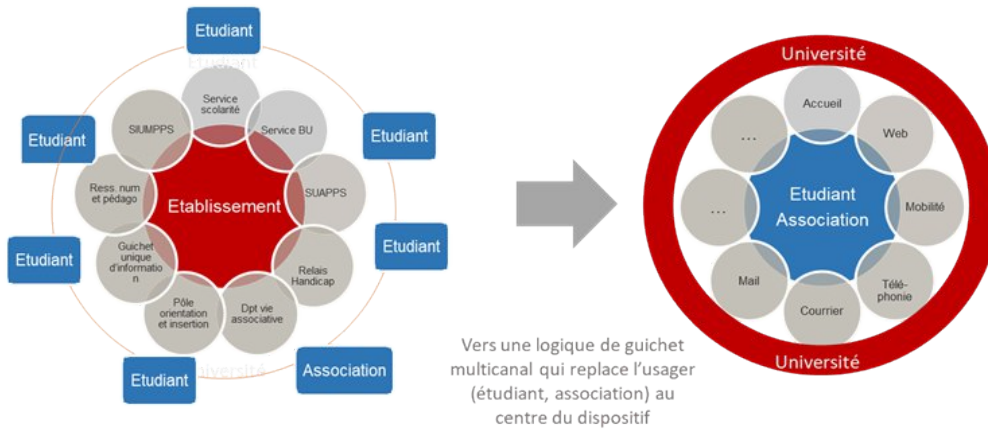 Etudiant
Etudiant
Service
scolarité
SIUMPPS
Service BU
Etudiant
Etudiant
Ress. num
et pédago
Etablissement
SUAPPS
Guichet
unique
d'informatio
n
Relais
Handicap
Etudiant
Etudiant
Pôle
orientation
et insertion
Dpt vie
associative
Etudiant
Université
Association
Université
Accueil
...
Web
Etudiant
Association
...
Mobilité
Mail
Courrier
Télé-
phonie
Université
Vers une logique de guichet
multicanal qui replace l'usager
(étudiant, association) au
centre du dispositif